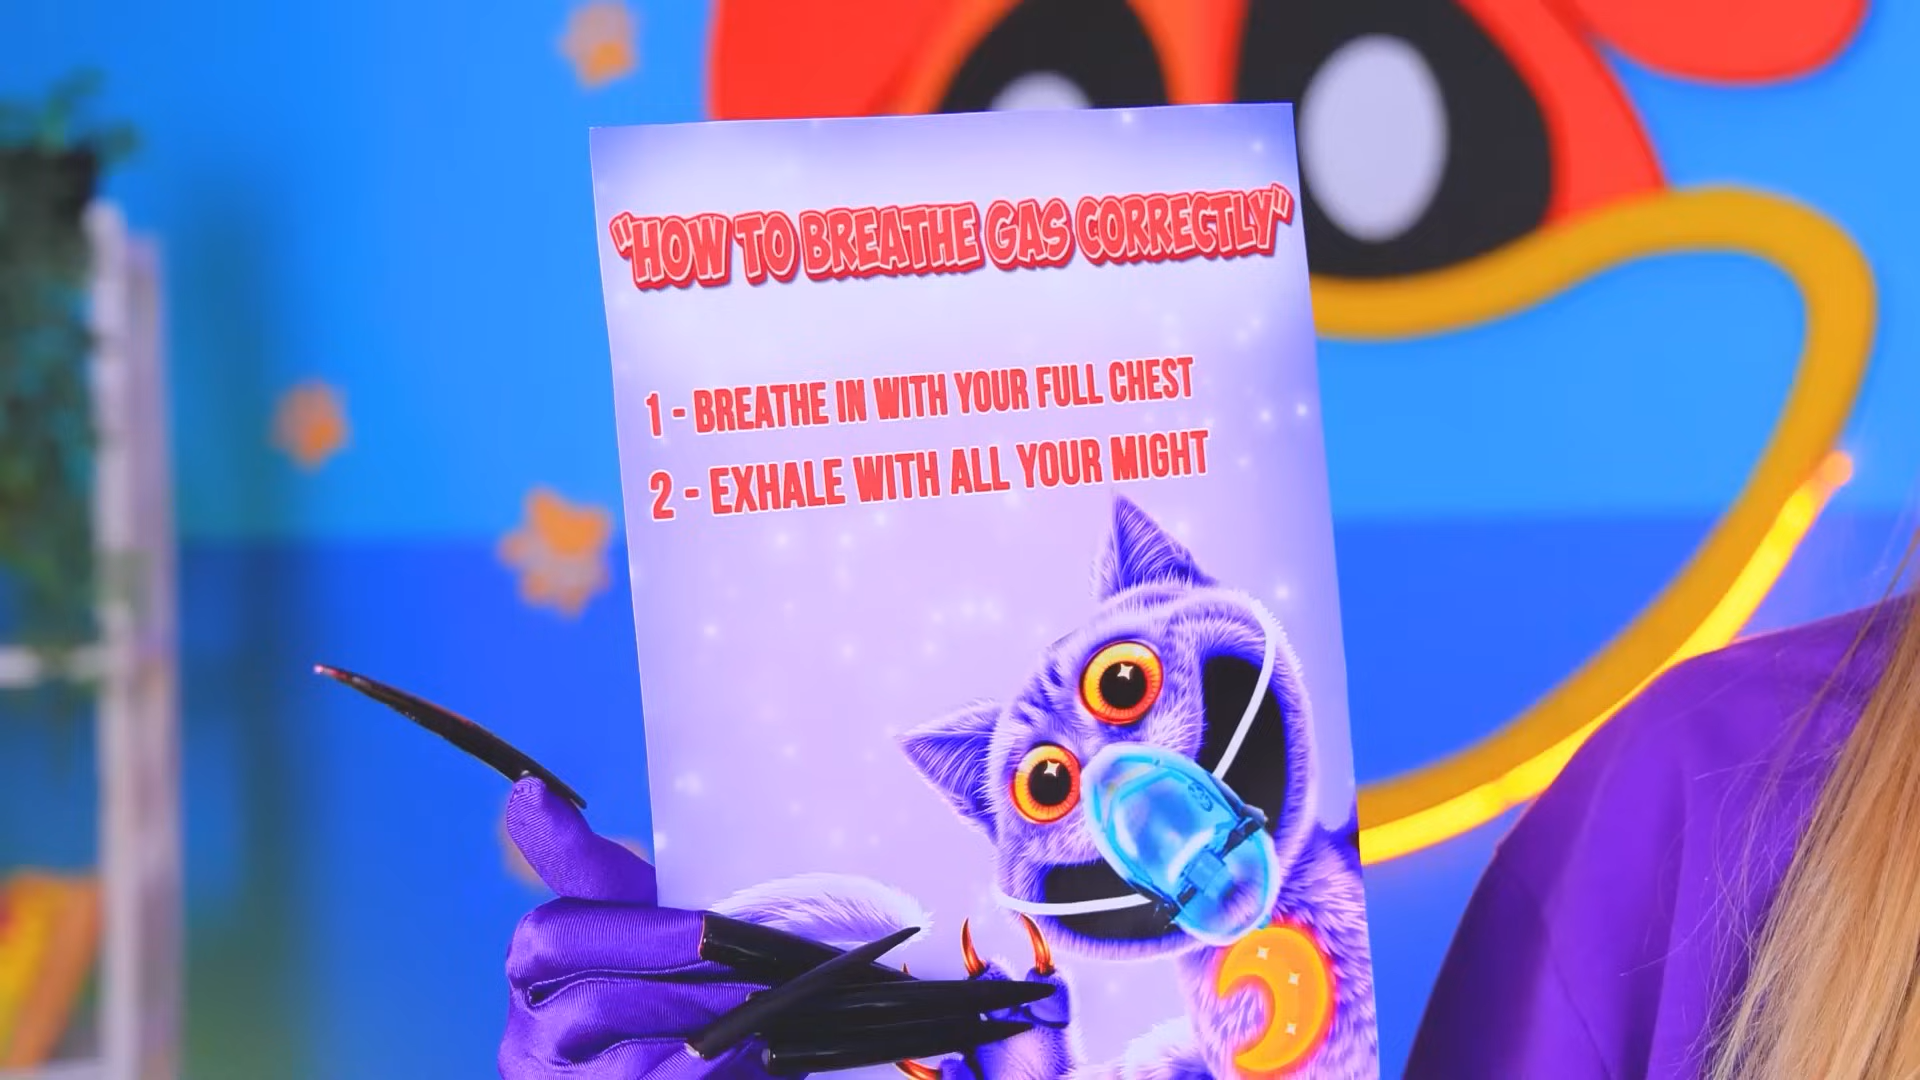 "HOW TO BREATHE GAS CORRECTLY"
1 - BREATHE IN WITH YOUR FULL CHEST
2 - EXHALE WITH ALL YOUR MIGHT